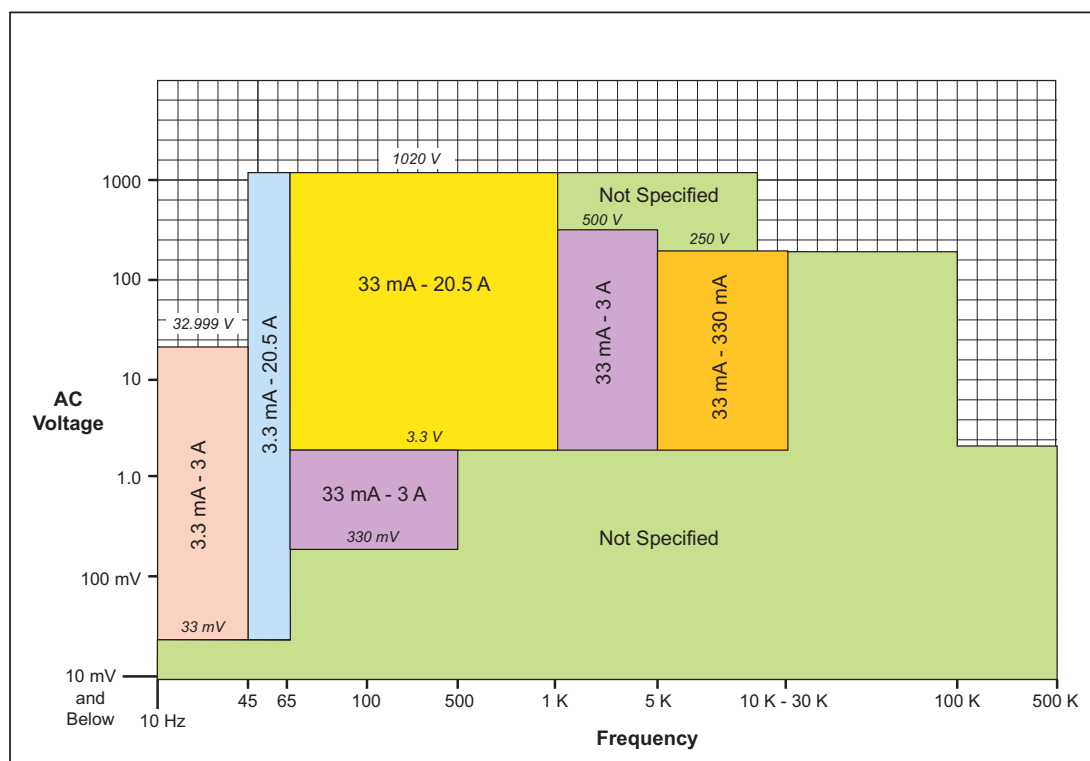 1020 V
1000
Not Specified
500 V
250 V
100
33 mA - 20.5 A
32.999 V
3.3 mA - 20.5 A
33 mA - 3 A
33 mA - 330 mA
10
AC
Voltage
3.3 V
3.3 mA - 3 A
1.0
33 mA - 3 A
330 mV
Not Specified
100 mV
33 mV
10 mV
and
Below
10 Hz
45
65
100
500
1 K
5 K
10 K - 30 K
100 K
500 K
Frequency